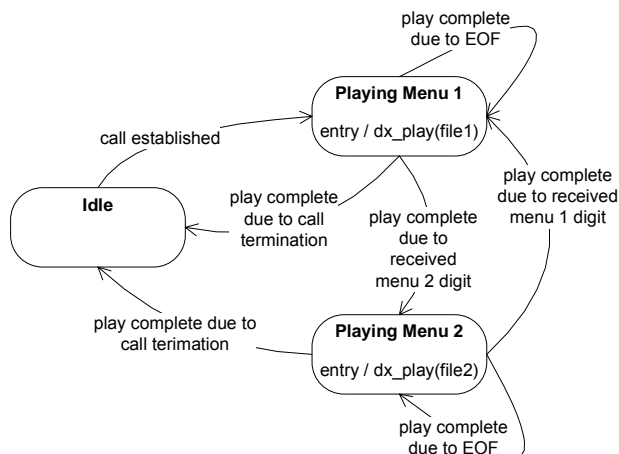 play complete
due to EOF
Playing Menu 1
entry / dx_play(file1)
call established
play complete
due to received
menu 1 digit
Idle
play complete
due to call
termination
play complete
due to
received
menu 2 digit
play complete due to
call terimation
Playing Menu 2
entry / dx_play(file2)
play complete
due to EOF